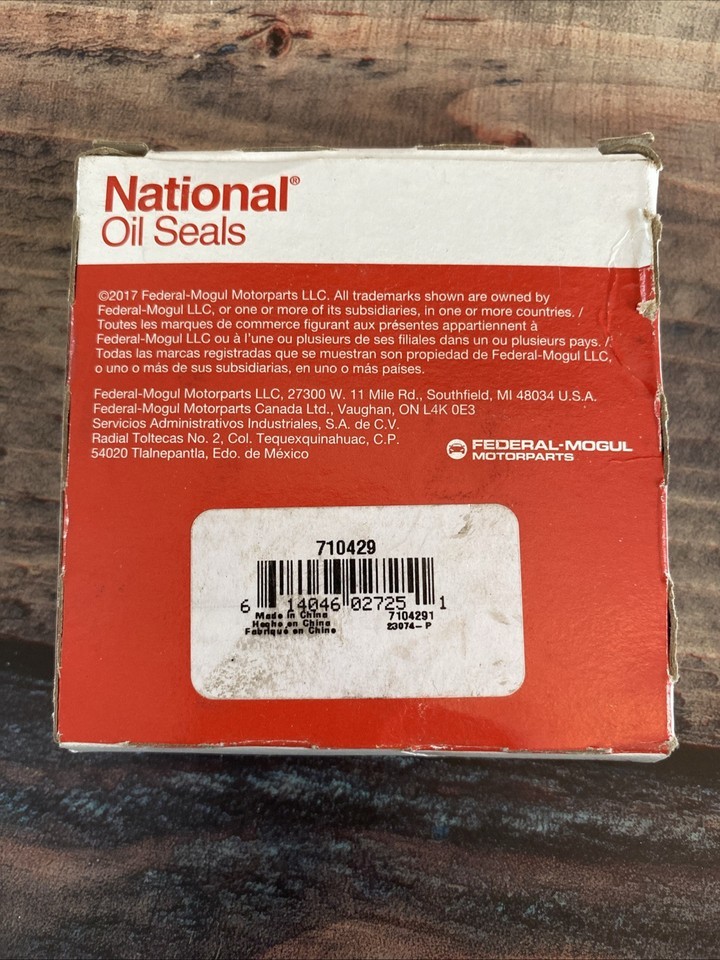 National®
Oil Seals
©2017 Federal-Mogul Motorparts LLC. All trademarks shown are owned by
Federal-Mogul LLC, or one or more of its subsidiaries, in one or more countries. /
Toutes les marques de commerce figurant aux présentes appartiennent à
Federal-Mogul LLC ou à l'une ou plusieurs de ses filiales dans un ou plusieurs pays. /
Todas las marcas registradas que se muestran son propiedad de Federal-Mogul LLC,
o uno o más de sus subsidiarias, en uno o más países.
Federal-Mogul Motorparts LLC, 27300 W. 11 Mile Rd., Southfield, MI 48034 U.S.A.
Federal-Mogul Motorparts Canada Ltd., Vaughan, ON L4K 0E3
Servicios Administrativos Industriales, S.A. de C.V.
Radial Toltecas No. 2, Col. Tequexquinahuac, C.P.
54020 Tlalnepantla, Edo. de México
FEDERAL-MOGUL
MOTORPARTS
710429
6 14046 02725 1
Made in China
Hecho en China
Fabriqué en Chine
7104291
23074-P